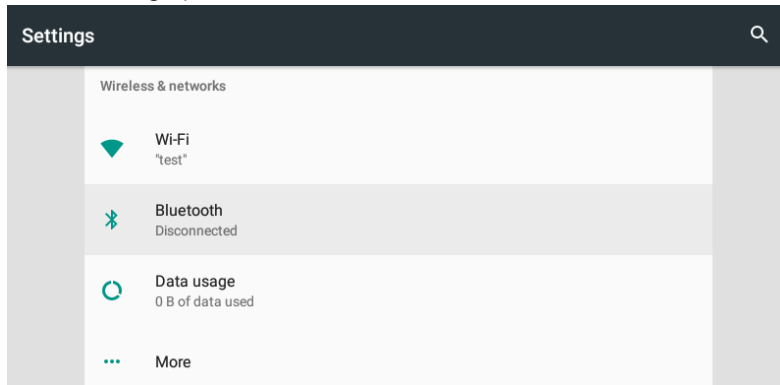 Settings
Wireless & networks
Wi-Fi
"test"
Bluetooth
Disconnected
Data usage
0 B of data used
More